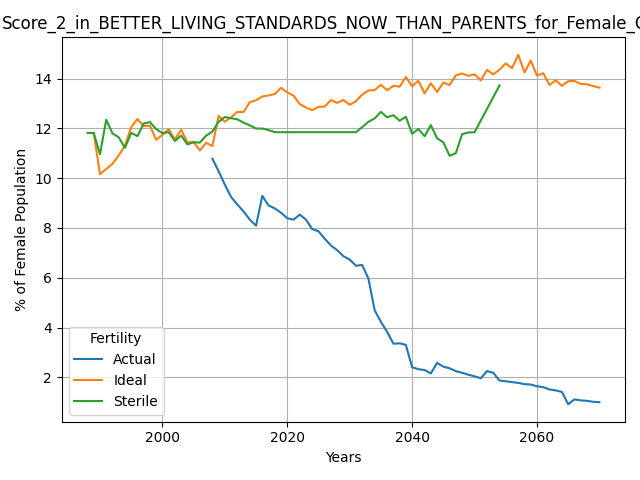 Score_2_in_BETTER_LIVING_STANDARDS_NOW_THAN_PARENTS_for_Female_
% of Female Population
14
12
10
8
6
4
2
Fertility
Actual
Ideal
Sterile
2000 2020 2040 2060
Years